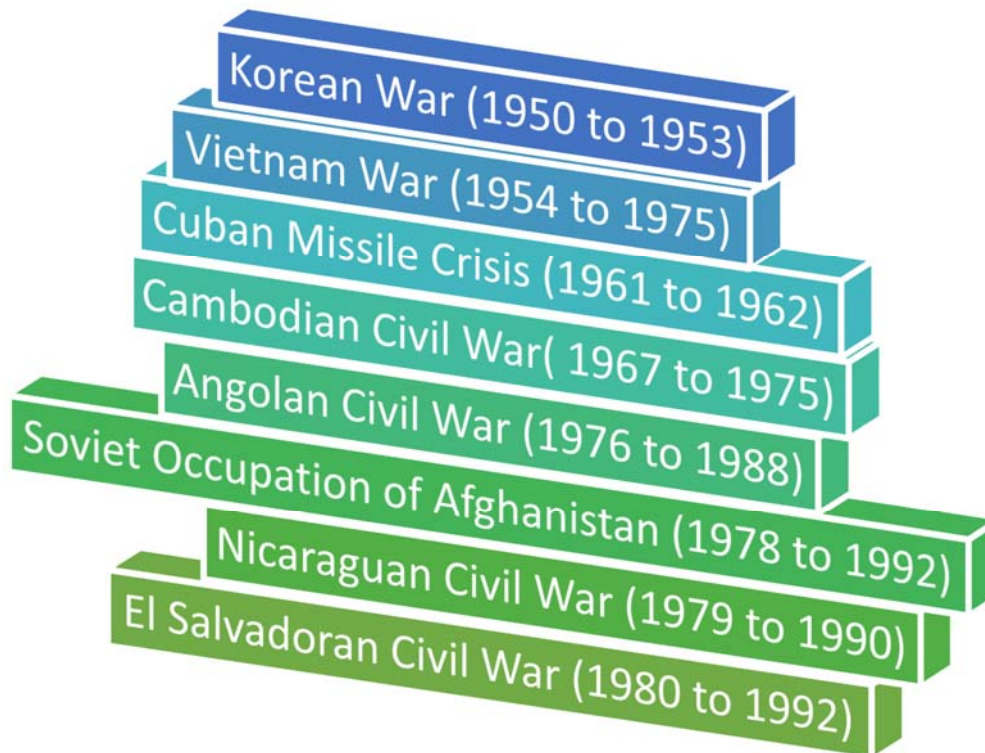 Korean War (1950 to 1953)
Vietnam War (1954 to 1975)
Cuban Missile Crisis (1961 to 1962)
Cambodian Civil War( 1967 to 1975)
Angolan Civil War (1976 to 1988)
Soviet Occupation of Afghanistan (1978 to 1992)
Nicaraguan Civil War (1979 to 1990)
El Salvadoran Civil War (1980 to 1992)